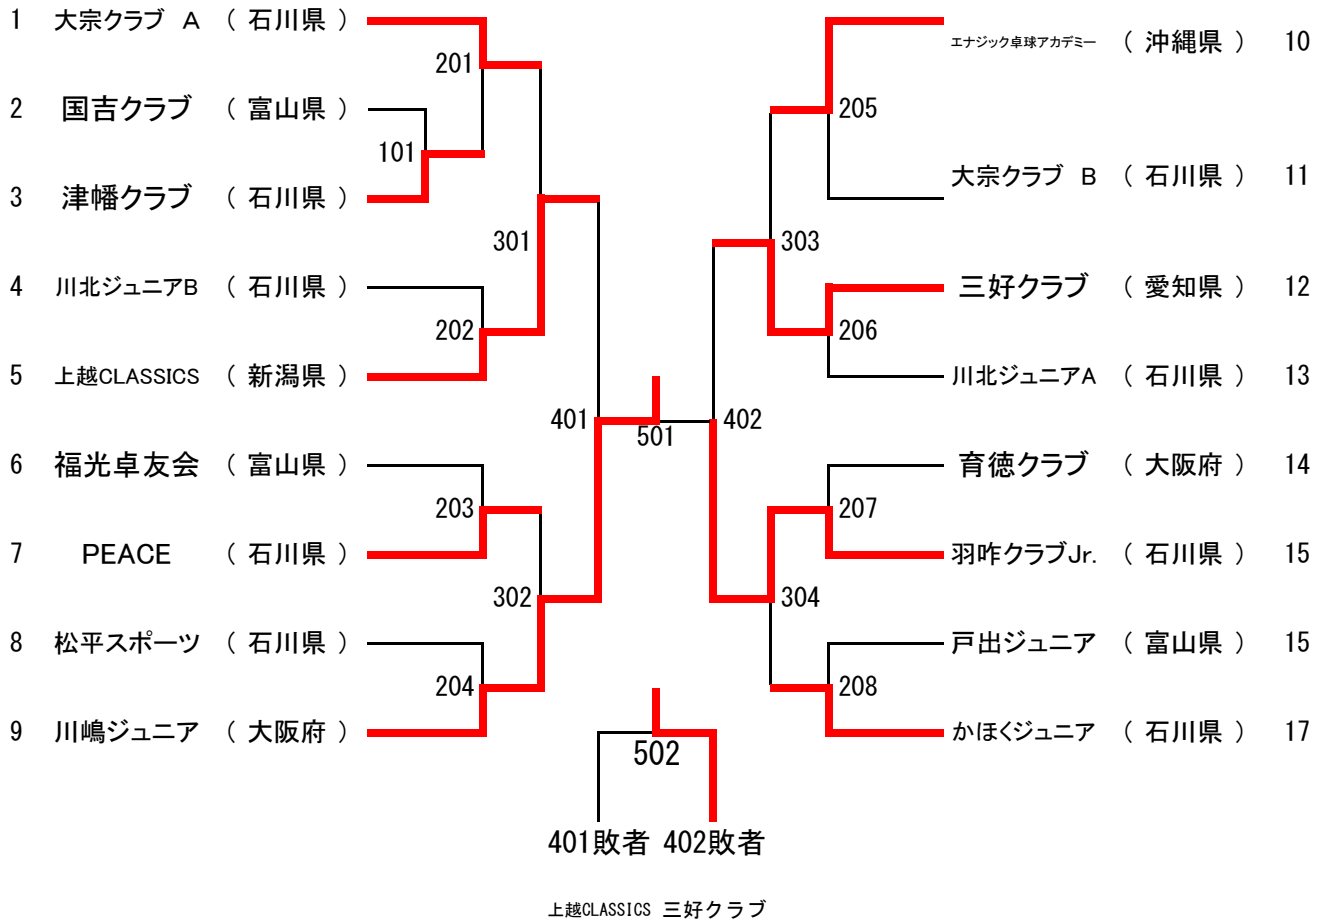 1 大宗クラブ A ( 石川県 )
201
2 国吉クラブ ( 富山県 )
101
3 津幡クラブ ( 石川県 )
301
4 川北ジュニアB ( 石川県 )
202
5 上越CLASSICS ( 新潟県 )
401
6 福光卓友会 ( 富山県 )
203
7 PEACE ( 石川県 )
302
8 松平スポーツ ( 石川県 )
204
9 川嶋ジュニア ( 大阪府 )
501
エナジック卓球アカデミー ( 沖縄県 ) 10
205
大宗クラブ B ( 石川県 ) 11
303
三好クラブ ( 愛知県 ) 12
206
川北ジュニアA ( 石川県 ) 13
402
育徳クラブ ( 大阪府 ) 14
207
羽咋クラブJr. ( 石川県 ) 15
304
戸出ジュニア ( 富山県 ) 15
208
かほくジュニア ( 石川県 ) 17
502
401敗者 402敗者
上越CLASSICS 三好クラブ